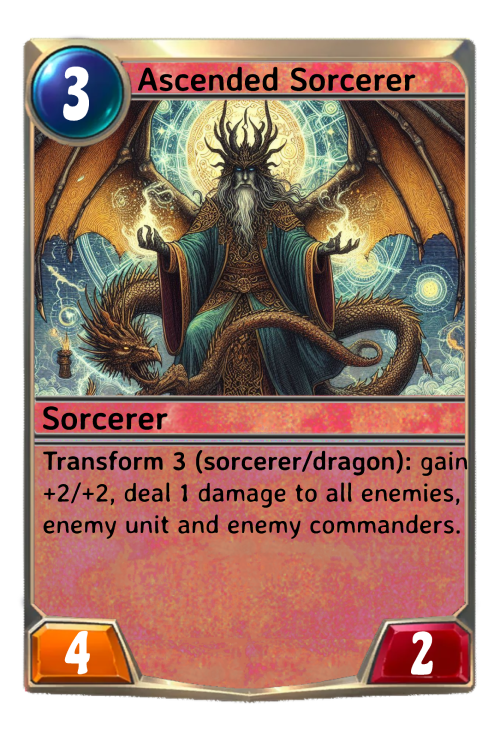 3
Ascended Sorcerer
Sorcerer
Transform 3 (sorcerer/dragon): gain
+2/+2, deal 1 damage to all enemies,
enemy unit and enemy commanders.
4
2